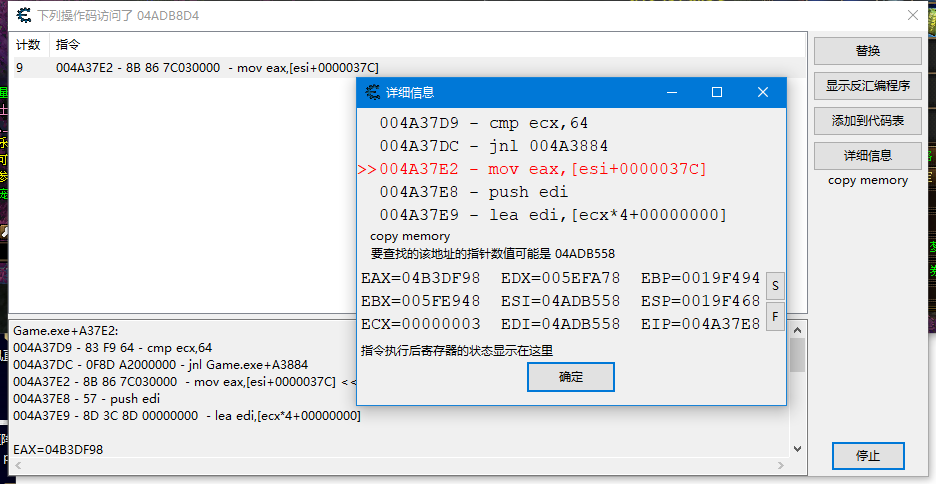 下列操作码访问了 04ADB8D4
计数 指令
9 004A37E2 - 8B 86 7C030000 - mov eax,[esi+0000037C]
替换
显示反汇编程序
添加到代码表
详细信息
copy memory
详细信息
004A37D9 - cmp ecx,64
004A37DC - jnl 004A3884
>>004A37E2 - mov eax,[esi+0000037C]
004A37E8 - push edi
004A37E9 - lea edi,[ecx*4+00000000]
copy memory
要查找的该地址的指针数值可能是 04ADB558
EAX=04B3DF98 EDX=005EFA78 EBP=0019F494
EBX=005FE948 ESI=04ADB558 ESP=0019F468
ECX=00000003 EDI=04ADB558 EIP=004A37E8
S
F
指令执行后寄存器的状态显示在这里
确定
Game.exe+A37E2:
004A37D9 - 83 F9 64 - cmp ecx,64
004A37DC - 0F8D A2000000 - jnl Game.exe+A3884
004A37E2 - 8B 86 7C030000 - mov eax,[esi+0000037C] <<
004A37E8 - 57 - push edi
004A37E9 - 8D 3C 8D 00000000 - lea edi,[ecx*4+00000000]
EAX=04B3DF98
停止